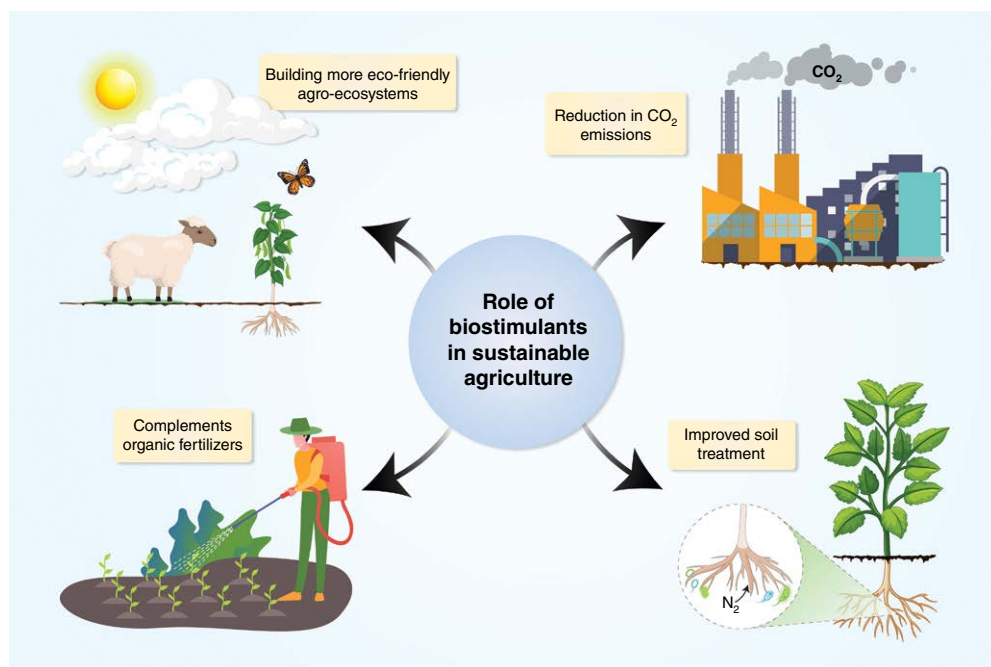 Building more eco-friendly
agro-ecosystems
Reduction in CO₂
emissions
CO₂
Role of
biostimulants
in sustainable
agriculture
Complements
organic fertilizers
Improved soil
treatment
N₂